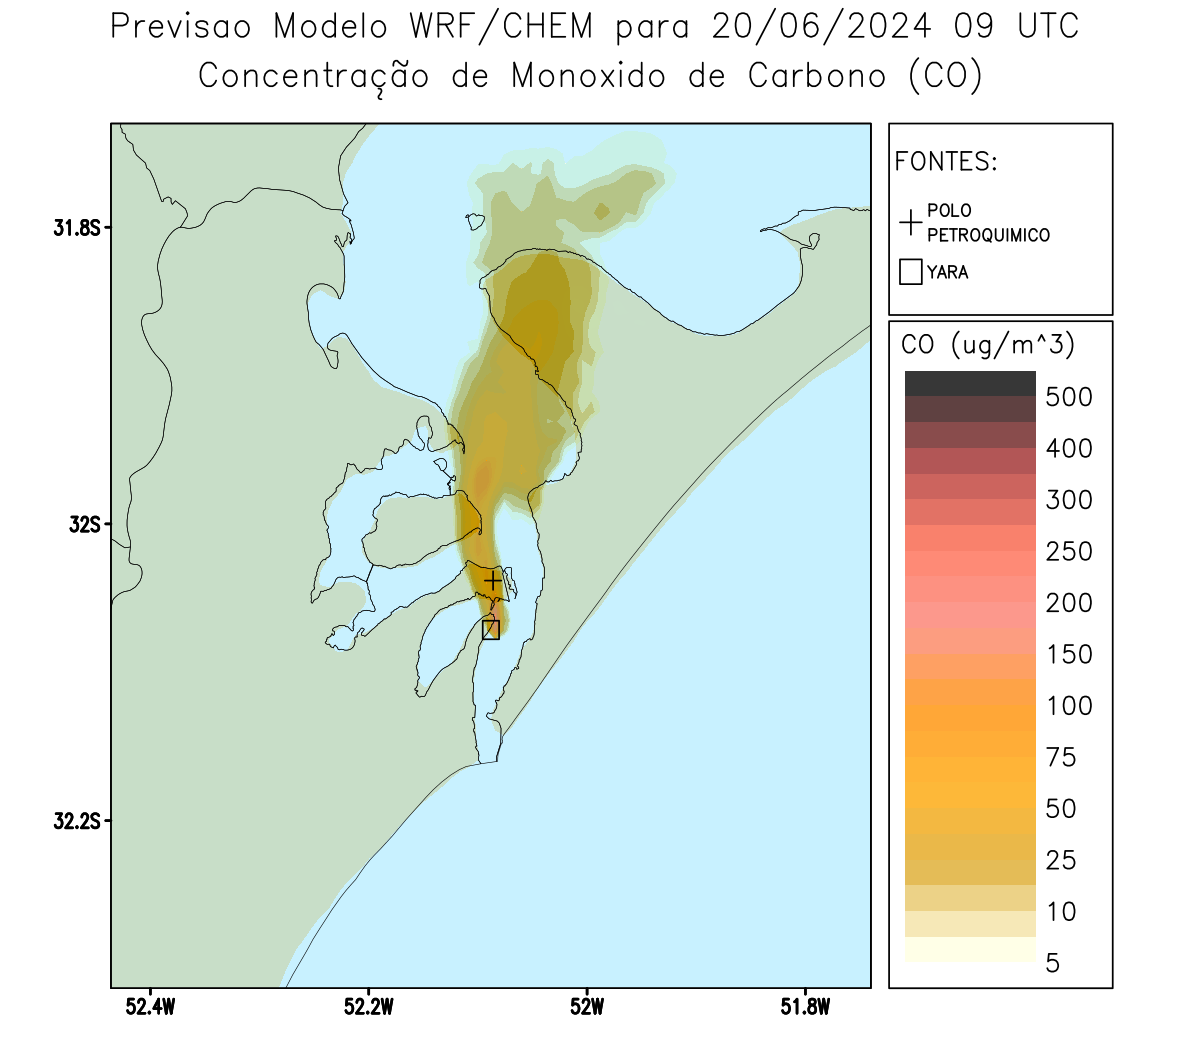 Previsao Modelo WRF/CHEM para 20/06/2024 09 UTC
Concentração de Monoxido de Carbono (CO)
FONTES:
POLO
PETROQUIMICO
YARA
CO (ug/m^3)
500
400
300
250
200
150
100
75
50
25
10
5
31.8S
32S
32.2S
52.4W
52.2W
52W
51.8W